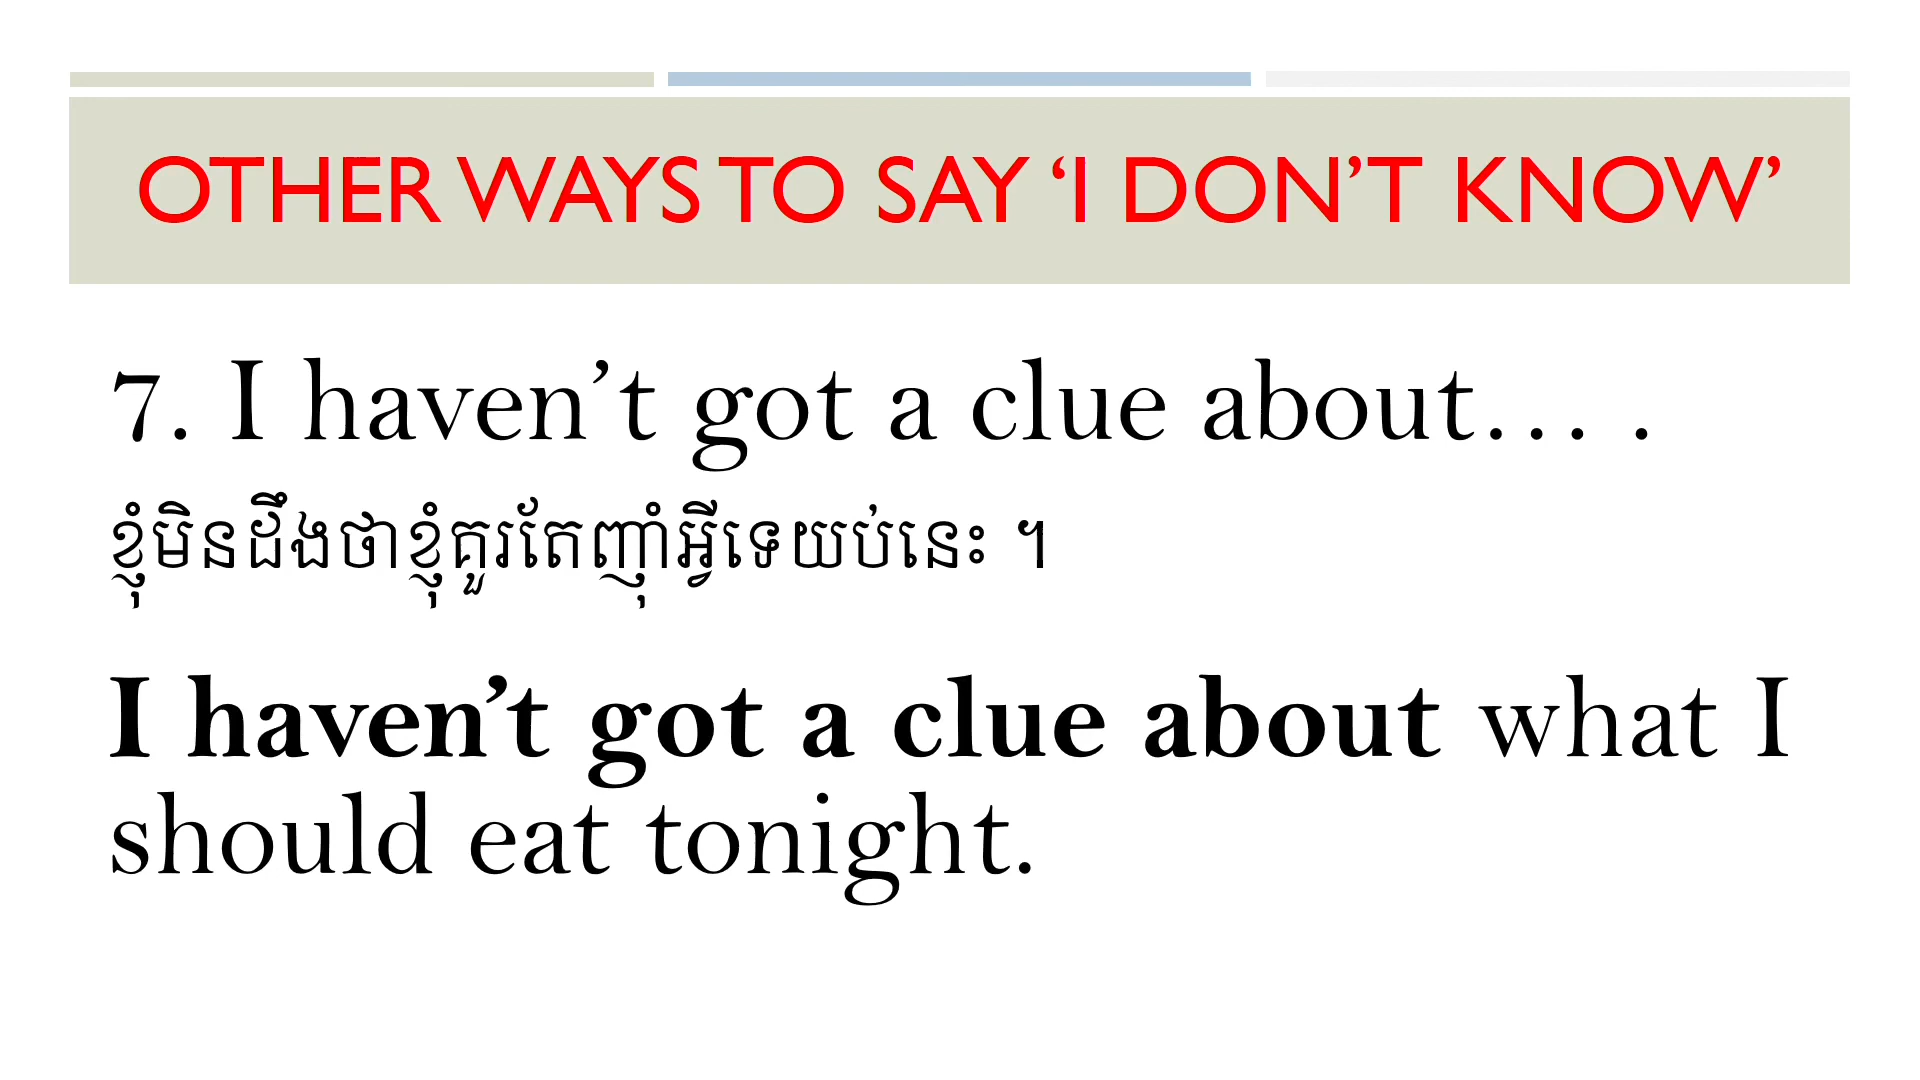 OTHER WAYS TO SAY ‘I DON’T KNOW’
7. I haven’t got a clue about… .
ខ្ញុំមិនដឹងថាខ្ញុំគួរតែញ៉ាំអ្វីទេយប់នេះ ។
I haven’t got a clue about what I
should eat tonight.